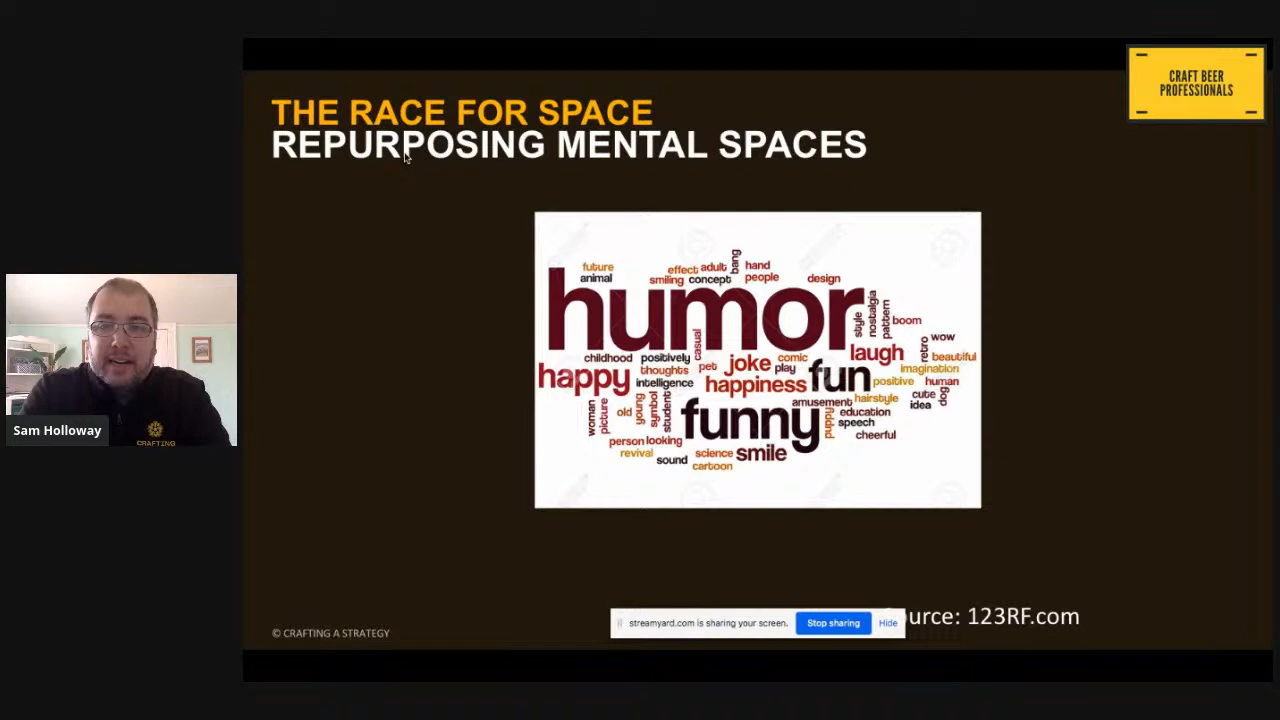 CRAFT BEER
PROFESSIONALS
THE RACE FOR SPACE
REPURPOSING MENTAL SPACES
future
animal
effect
adult
bang
hand
smiling
concept
people
design
humor
style
nostalgia
pattern
boom
wow
retro
childhood
positively
casual
joke
comic
laugh
beautiful
thoughts
pet
play
fun
imagination
happy
intelligence
happiness
positive
human
woman
picture
old
young
symbol
student
funny
amusement
hairstyle
cute
dog
puppy
education
idea
speech
cheerful
person
looking
revival
sound
science
smile
cartoon
Sam Holloway
CRAFTING
streamyard.com is sharing your screen.
Stop sharing
Hide
urce: 123RF.com
© CRAFTING A STRATEGY